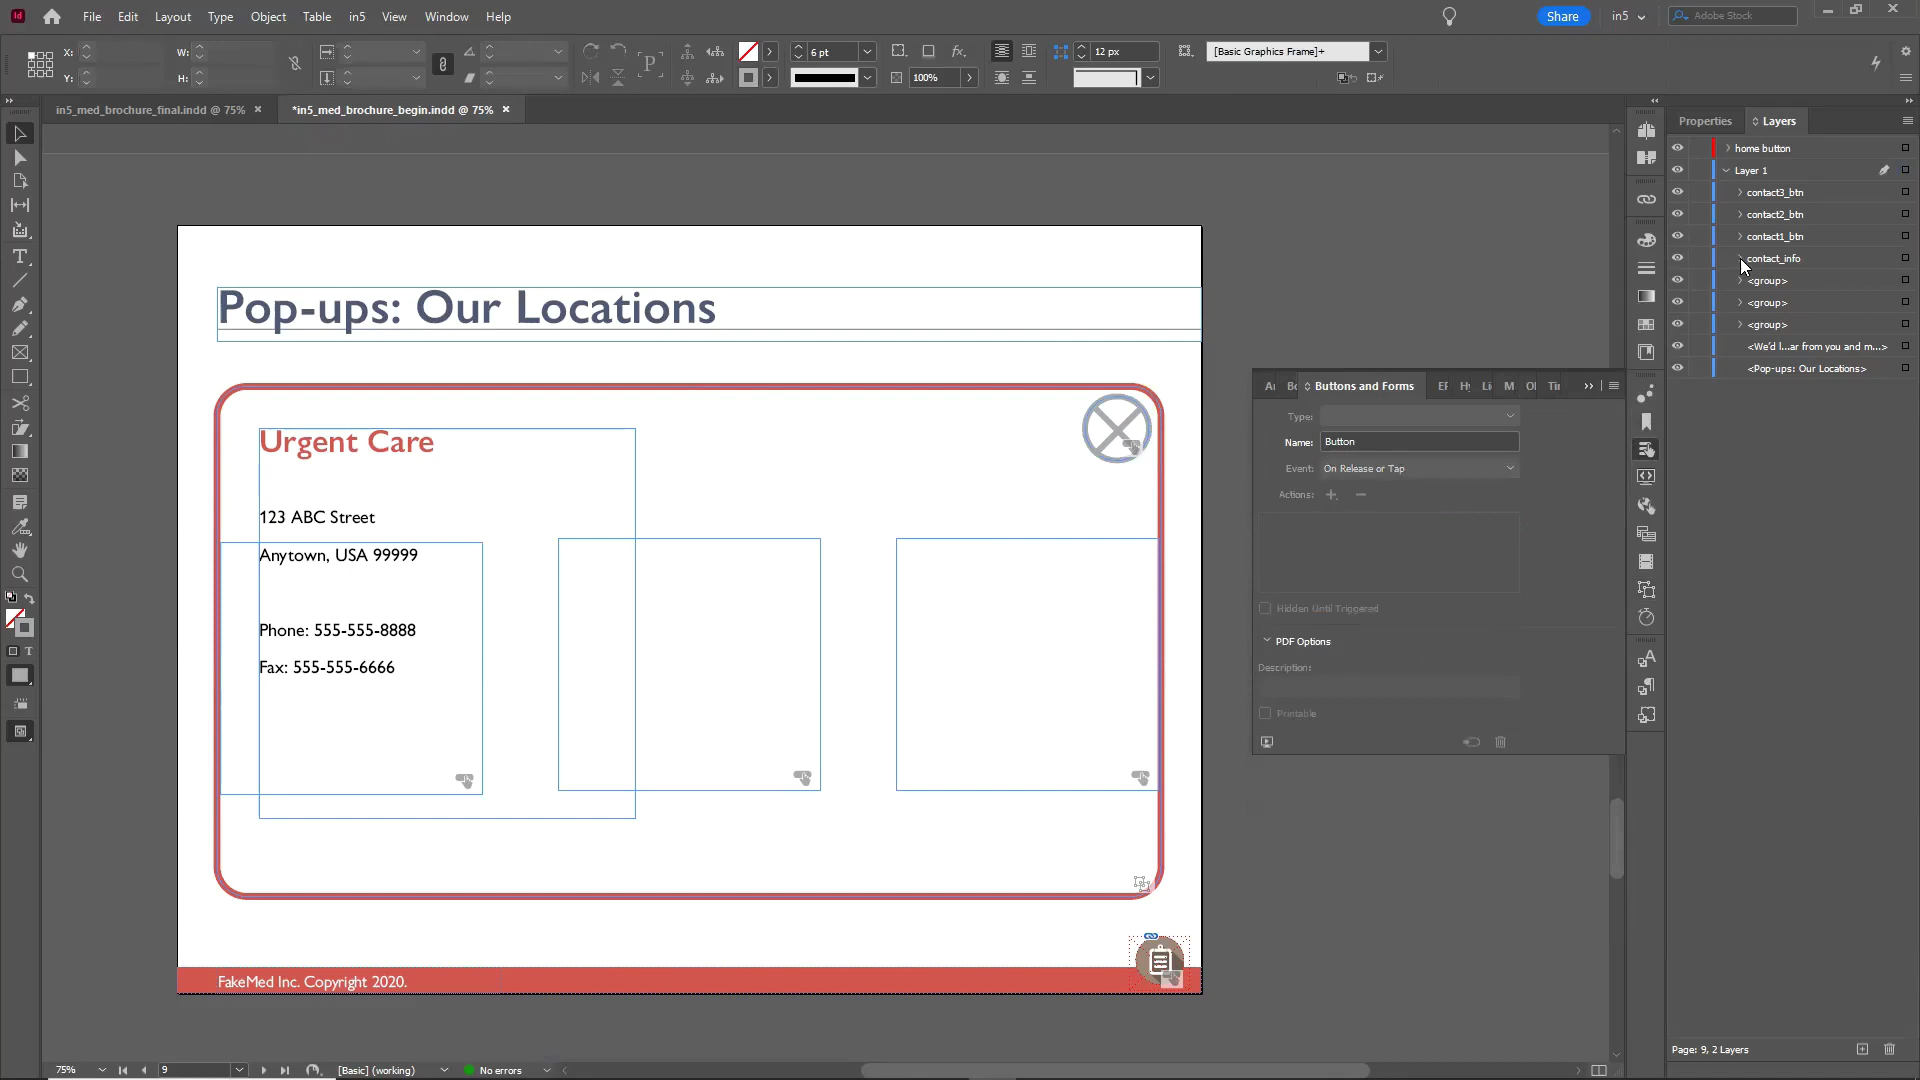 File Edit Layout Type Object Table in5 View Window Help
Share
in5
Adobe Stock
X:
W:
6 pt
fx.
12 px
[Basic Graphics Frame]+
Y:
H:
P
100%
in5_med_brochure_final.indd @ 75%
*in5_med_brochure_begin.indd @ 75%
Properties
Layers
home button
Layer 1
contact3_btn
contact2_btn
contact1_btn
contact_info
<group>
<group>
<group>
<We'd l...ar from you and m...>
<Pop-ups: Our Locations>
Pop-ups: Our Locations
Urgent Care
123 ABC Street
Anytown, USA 99999
Phone: 555-555-8888
Fax: 555-555-6666
Buttons and Forms
Type:
Name: Button
Event: On Release or Tap
Actions:
Hidden Until Triggered
PDF Options
Description:
Printable
FakeMed Inc. Copyright 2020.
Page: 9, 2 Layers
75%
9
[Basic] (working)
No errors